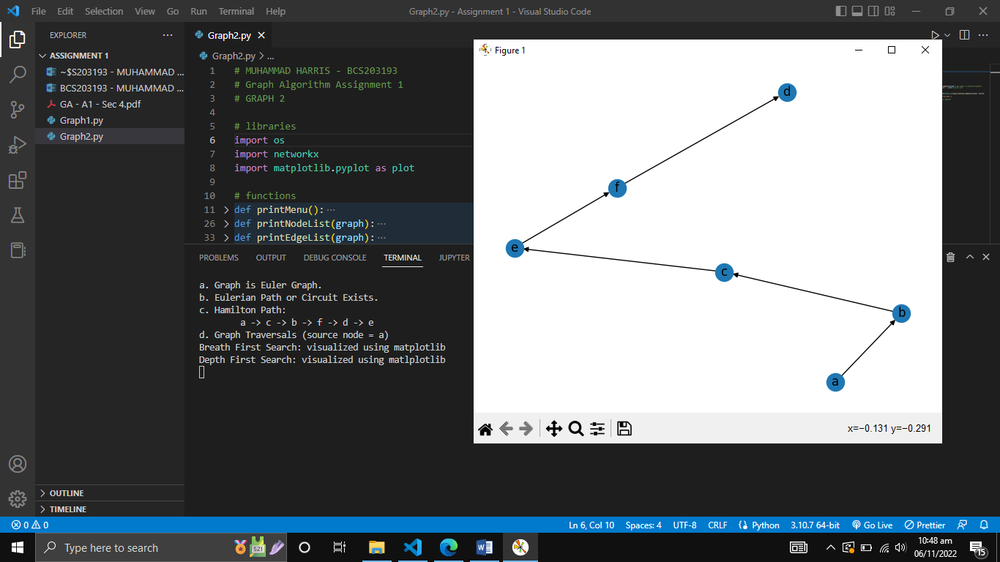 File Edit Selection View Go Run Terminal Help
Graph2.py - Assignment 1 - Visual Studio Code
EXPLORER
ASSIGNMENT 1
~$S203193 - MUHAMMAD ...
BCS203193 - MUHAMMAD ...
GA - A1 - Sec 4.pdf
Graph1.py
Graph2.py
OUTLINE
TIMELINE
Graph2.py
Graph2.py > ...
1 # MUHAMMAD HARRIS - BCS203193
2 # Graph Algorithm Assignment 1
3 # GRAPH 2
4
5 # libraries
6 import os
7 import networkx
8 import matplotlib.pyplot as plot
9
10 # functions
11 def printMenu():···
26 def printNodeList(graph):···
33 def printEdgeList(graph):···
PROBLEMS OUTPUT DEBUG CONSOLE TERMINAL JUPYTER
a. Graph is Euler Graph.
b. Eulerian Path or Circuit Exists.
c. Hamilton Path:
a -> c -> b -> f -> d -> e
d. Graph Traversals (source node = a)
Breath First Search: visualized using matplotlib
Depth First Search: visualized using matlplotlib
Figure 1
d
f
e
c
b
a
x=−0.131 y=−0.291
0 0
Ln 6, Col 10 Spaces: 4 UTF-8 CRLF Python 3.10.7 64-bit Go Live Prettier
Type here to search
521
10:48 am
06/11/2022
15